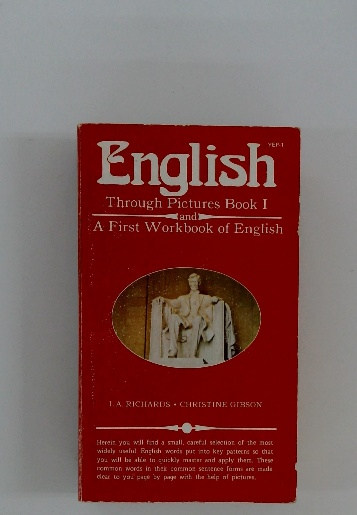 YEP-1
English
Through Pictures Book I
and
A First Workbook of English
I. A. RICHARDS • CHRISTINE GIBSON
Herein you will find a small, careful selection of the most
widely useful English words put into key patterns so that
you will be able to quickly master and apply them. These
common words in their common sentence forms are made
clear to you page by page with the help of pictures.